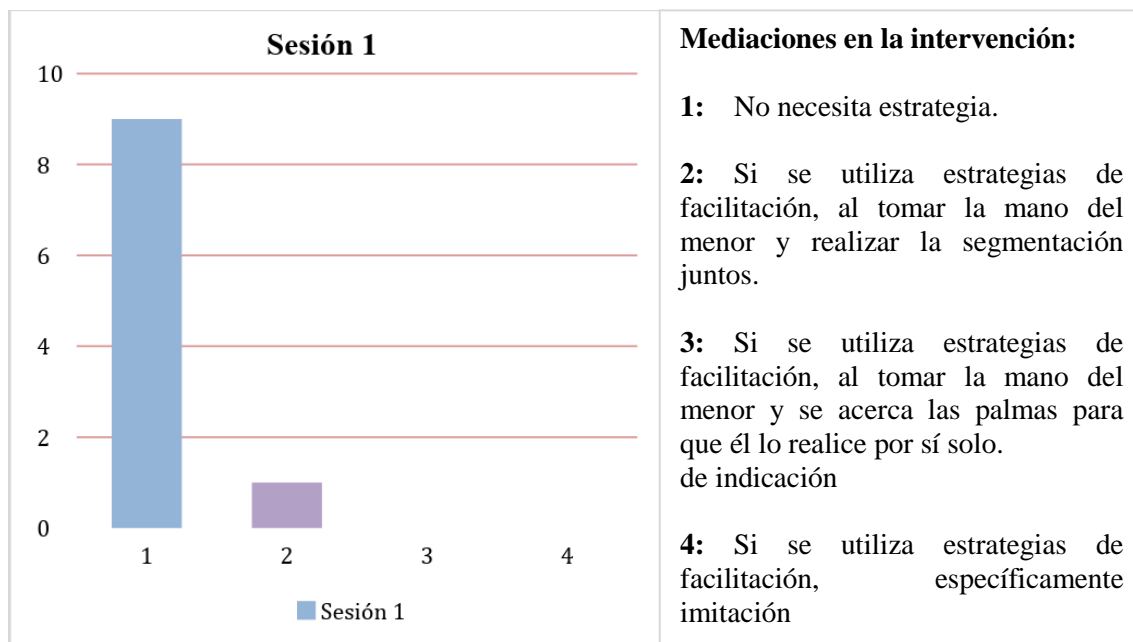 Sesión 1
10
8
6
4
2
0
1
2
3
4
Sesión 1
Mediaciones en la intervención:
1: No necesita estrategia.
2: Si se utiliza estrategias de
facilitación, al tomar la mano del
menor y realizar la segmentación
juntos.
3: Si se utiliza estrategias de
facilitación, al tomar la mano del
menor y se acerca las palmas para
que él lo realice por sí solo.
de indicación
4: Si se utiliza estrategias de
facilitación, específicamente
imitación